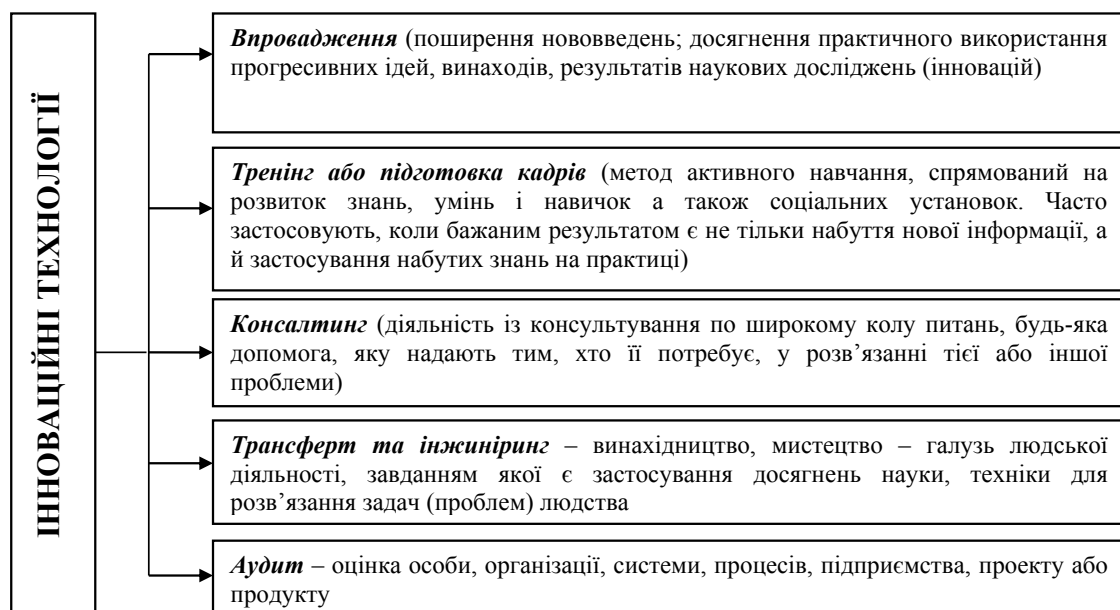 ІННОВАЦІЙНІ ТЕХНОЛОГІЇ
Впровадження (поширення нововведень; досягнення практичного використання
прогресивних ідей, винаходів, результатів наукових досліджень (інновацій)
Тренінг або підготовка кадрів (метод активного навчання, спрямований на
розвиток знань, умінь і навичок а також соціальних установок. Часто
застосовують, коли бажаним результатом є не тільки набуття нової інформації, а
й застосування набутих знань на практиці)
Консалтинг (діяльність із консультування по широкому колу питань, будь-яка
допомога, яку надають тим, хто її потребує, у розв’язанні тієї або іншої
проблеми)
Трансферт та інжиніринг – винахідництво, мистецтво – галузь людської
діяльності, завданням якої є застосування досягнень науки, техніки для
розв’язання задач (проблем) людства
Аудит – оцінка особи, організації, системи, процесів, підприємства, проекту або
продукту